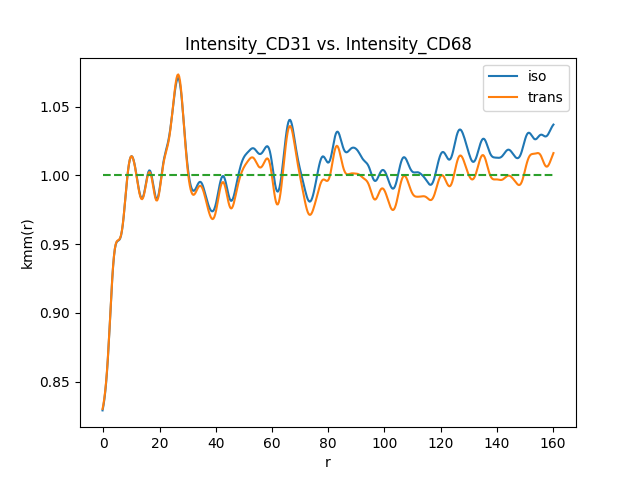 Intensity_CD31 vs. Intensity_CD68
iso
trans
1.05
1.00
0.95
0.90
0.85
kmm(r)
0 20 40 60 80 100 120 140 160
r